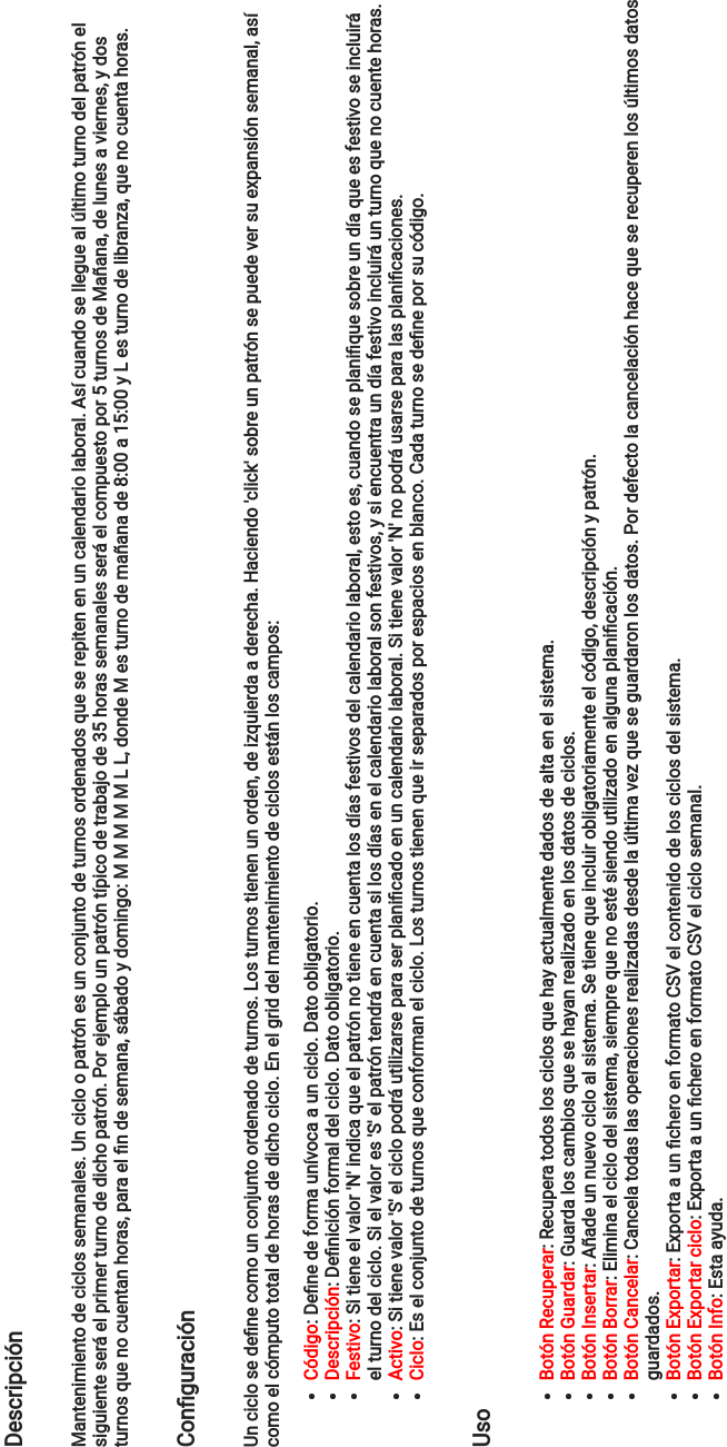 Descripción
Mantenimiento de ciclos semanales. Un ciclo o patrón es un conjunto de turnos ordenados que se repiten en un calendario laboral. Así cuando se llegue al último turno del patrón el
siguiente será el primer turno de dicho patrón. Por ejemplo un patrón típico de trabajo de 35 horas semanales será el compuesto por 5 turnos de Mañana, de lunes a viernes, y dos
turnos que no cuentan horas, para el fin de semana, sábado y domingo: M M M M M L L, donde M es turno de mañana de 8:00 a 15:00 y L es turno de libranza, que no cuenta horas.
Configuración
Un ciclo se define como un conjunto ordenado de turnos. Los turnos tienen un orden, de izquierda a derecha. Haciendo 'click' sobre un patrón se puede ver su expansión semanal, así
como el cómputo total de horas de dicho ciclo. En el grid del mantenimiento de ciclos están los campos:
• Código: Define de forma unívoca a un ciclo. Dato obligatorio.
• Descripción: Definición formal del ciclo. Dato obligatorio.
• Festivo: Si tiene el valor 'N' indica que el patrón no tiene en cuenta los días festivos del calendario laboral, esto es, cuando se planifique sobre un día que es festivo se incluirá
el turno del ciclo. SI el valor es 'S' el patrón tendrá en cuenta si los días en el calendario laboral son festivos, y si encuentra un día festivo incluirá un turno que no cuente horas.
• Activo: Si tiene valor 'S' el ciclo podrá utilizarse para ser planificado en un calendario laboral. Si tiene valor 'N' no podrá usarse para las planificaciones.
• Ciclo: Es el conjunto de turnos que conforman el ciclo. Los turnos tienen que ir separados por espacios en blanco. Cada turno se define por su código.
Uso
• Botón Recuperar: Recupera todos los ciclos que hay actualmente dados de alta en el sistema.
• Botón Guardar: Guarda los cambios que se hayan realizado en los datos de ciclos.
• Botón Insertar: Añade un nuevo ciclo al sistema. Se tiene que incluir obligatoriamente el código, descripción y patrón.
• Botón Borrar: Elimina el ciclo del sistema, siempre que no esté siendo utilizado en alguna planificación.
• Botón Cancelar: Cancela todas las operaciones realizadas desde la última vez que se guardaron los datos. Por defecto la cancelación hace que se recuperen los últimos datos
guardados.
• Botón Exportar: Exporta a un fichero en formato CSV el contenido de los ciclos del sistema.
• Botón Exportar ciclo: Exporta a un fichero en formato CSV el ciclo semanal.
• Botón Info: Esta ayuda.